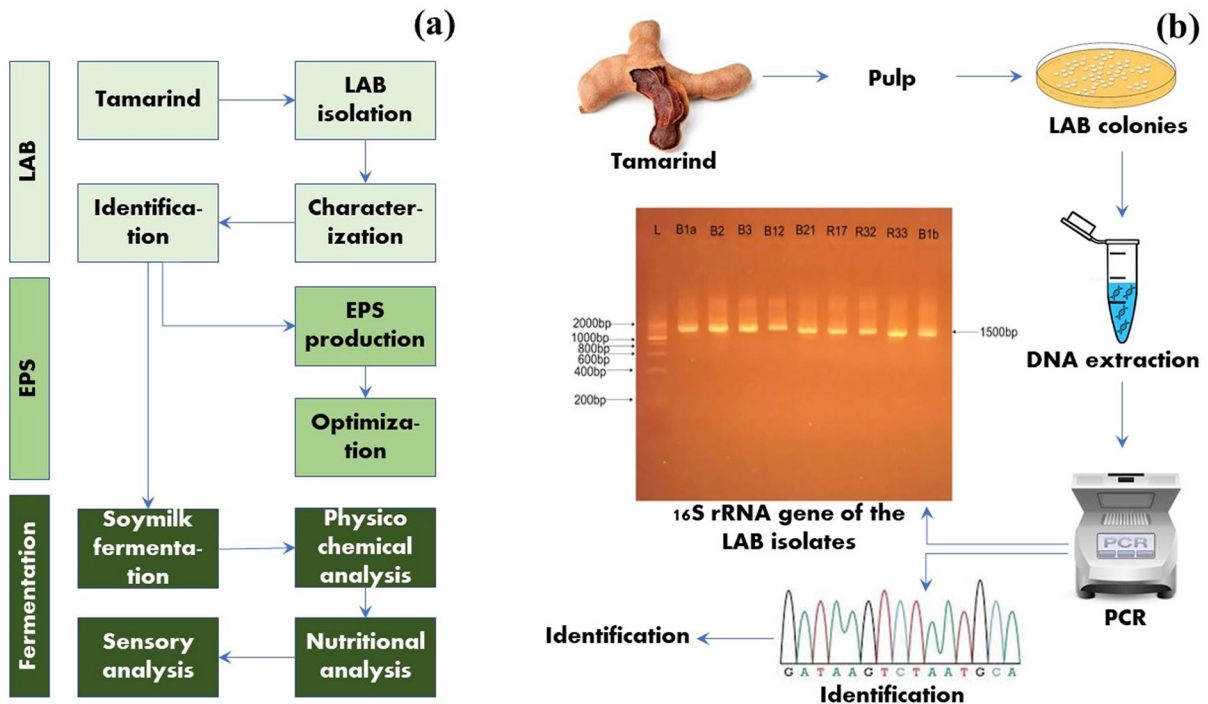 (a)
LAB
Tamarind
LAB
isolation
Identifica-
tion
Character-
ization
EPS
EPS
production
Optimiza-
tion
Fermentation
Soymilk
fermenta-
tion
Physico
chemical
analysis
Sensory
analysis
Nutritional
analysis
(b)
Tamarind
Pulp
LAB colonies
DNA extraction
L B1a B2 B3 B12 B21 R17 R32 R33 B1b
2000bp
1000bp
800bp
600bp
400bp
200bp
1500bp
16S rRNA gene of the
LAB isolates
PCR
PCR
Identification
G A T A A G T C T A A T G C A
Identification